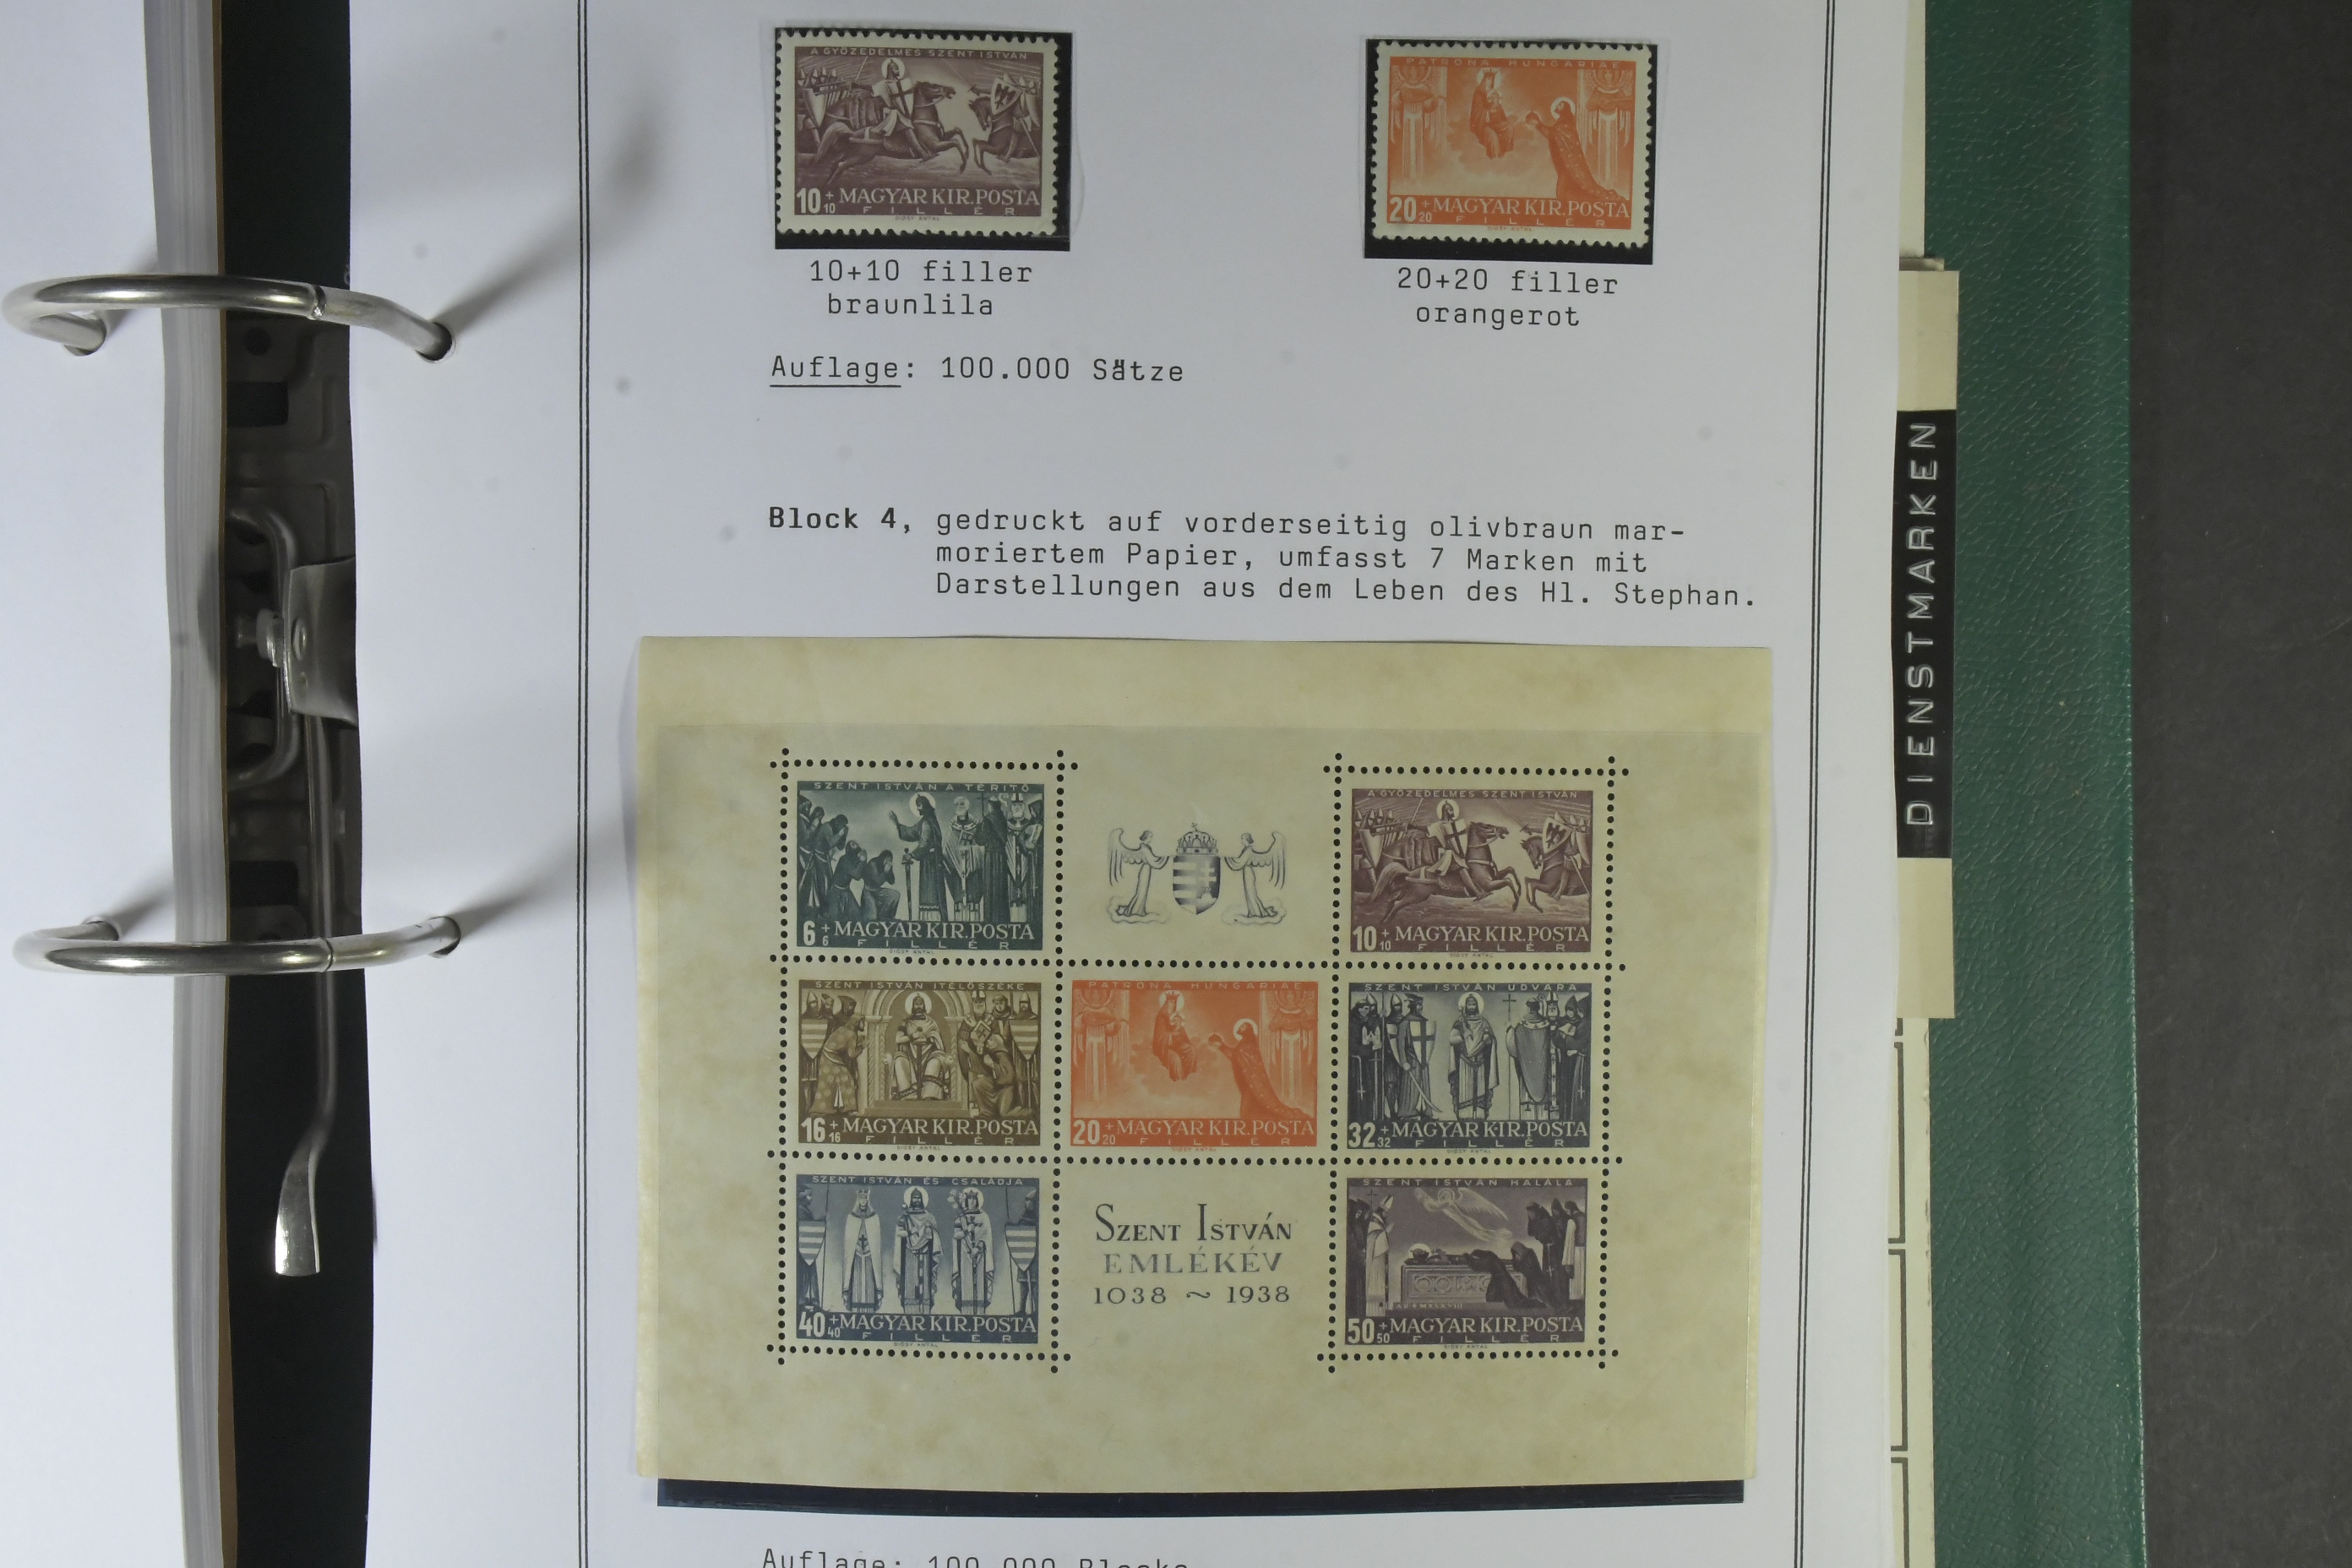 A GYŐZEDELMES SZENT ISTVÁN
10+10 MAGYAR KIR. POSTA
FILLÉR
PATRONA HUNGARIAE
20+20 MAGYAR KIR. POSTA
FILLÉR
10+10 filler
braunlila
20+20 filler
orangerot
Auflage: 100.000 Sätze
Block 4, gedruckt auf vorderseitig olivbraun mar-
moriertem Papier, umfasst 7 Marken mit
Darstellungen aus dem Leben des Hl. Stephan.
SZENT ISTVÁN A TÉRITŐ
6+6 MAGYAR KIR. POSTA
FILLÉR
A GYŐZEDELMES SZENT ISTVÁN
10+10 MAGYAR KIR. POSTA
FILLÉR
SZENT ISTVÁN ITÉLŐSZÉKE
16+16 MAGYAR KIR. POSTA
FILLÉR
PATRONA HUNGARIAE
20+20 MAGYAR KIR. POSTA
FILLÉR
SZENT ISTVÁN UDVARA
32+32 MAGYAR KIR. POSTA
FILLÉR
SZENT ISTVÁN ÉS CSALÁDJA
40+40 MAGYAR KIR. POSTA
FILLÉR
SZENT ISTVÁN
EMLÉKÉV
1038 ~ 1938
SZENT ISTVÁN HALÁLA
50+50 MAGYAR KIR. POSTA
FILLÉR
Auflage: 100.000 Blocks
DIENSTMARKEN